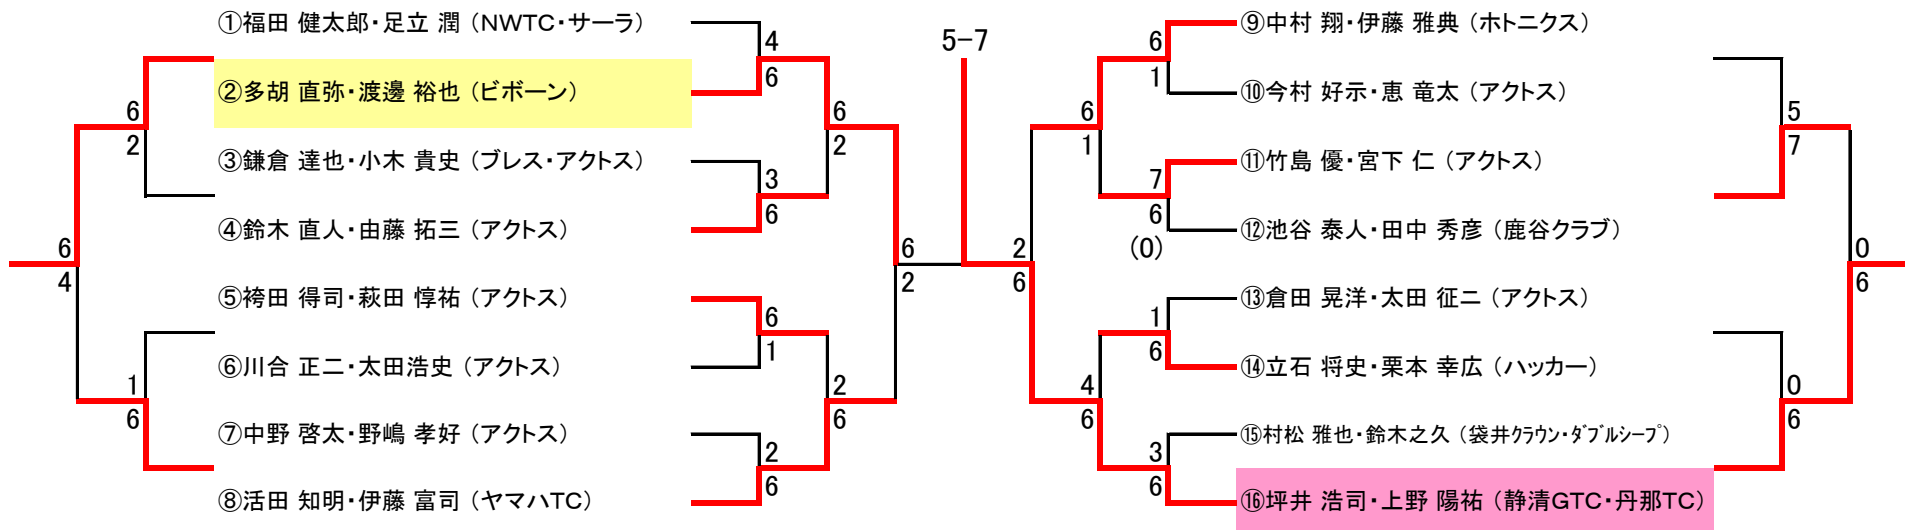 ①福田 健太郎・足立 潤 (NWTC・サーラ)
②多胡 直弥・渡邊 裕也 (ビボーン)
③鎌倉 達也・小木 貴史 (ブレス・アクトス)
④鈴木 直人・由藤 拓三 (アクトス)
⑤袴田 得司・萩田 惇祐 (アクトス)
⑥川合 正二・太田浩史 (アクトス)
⑦中野 啓太・野嶋 孝好 (アクトス)
⑧活田 知明・伊藤 富司 (ヤマハTC)
6
2
6
4
1
6
4
6
3
6
6
1
2
6
6
2
2
6
6
2
5-7
2
6
6
1
4
6
6
1
7
6
(0)
1
6
3
6
⑨中村 翔・伊藤 雅典 (ホトニクス)
⑩今村 好示・恵 竜太 (アクトス)
⑪竹島 優・宮下 仁 (アクトス)
⑫池谷 泰人・田中 秀彦 (鹿谷クラブ)
⑬倉田 晃洋・太田 征二 (アクトス)
⑭立石 将史・栗本 幸広 (ハッカー)
⑮村松 雅也・鈴木之久 (袋井クラウン・ダブルシープ)
⑯坪井 浩司・上野 陽祐 (静清GTC・丹那TC)
5
7
0
6
0
6